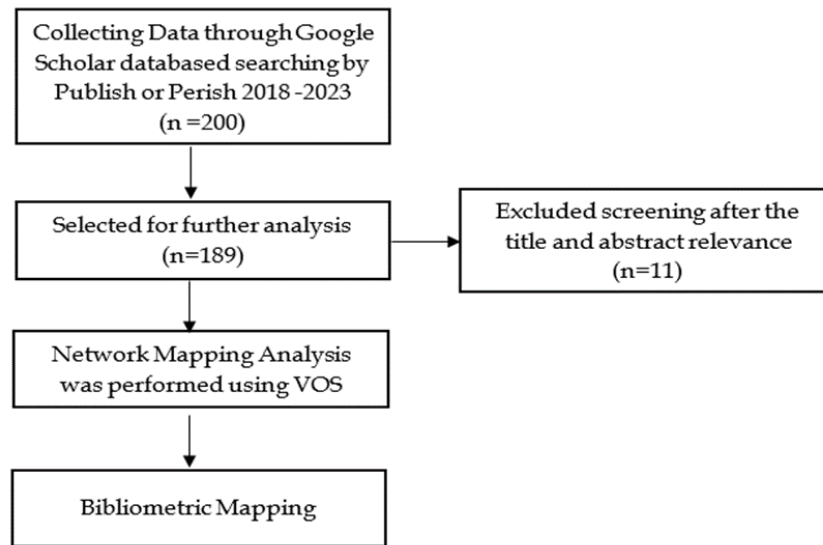 Collecting Data through Google
Scholar databased searching by
Publish or Perish 2018 -2023
(n =200)
Selected for further analysis
(n=189)
Excluded screening after the
title and abstract relevance
(n=11)
Network Mapping Analysis
was performed using VOS
Bibliometric Mapping